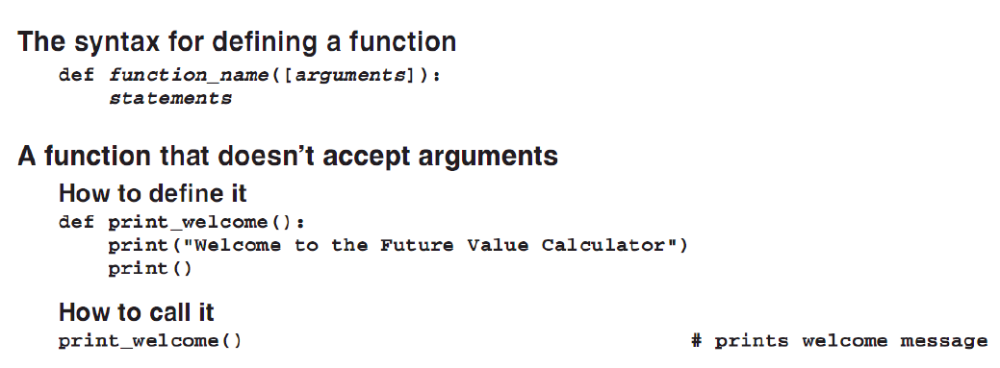 The syntax for defining a function
def function_name([arguments]):
statements
A function that doesn’t accept arguments
How to define it
def print_welcome():
print("Welcome to the Future Value Calculator")
print()
How to call it
print_welcome() # prints welcome message